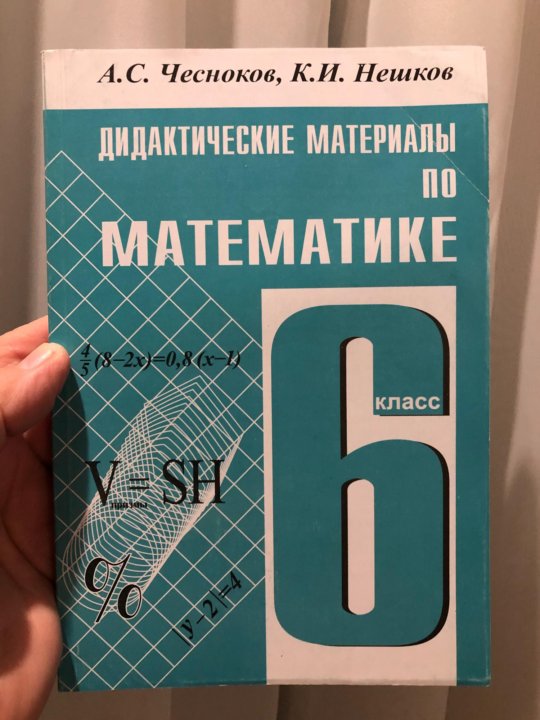 А.С. Чесноков, К.И. Нешков
ДИДАКТИЧЕСКИЕ МАТЕРИАЛЫ
ПО
МАТЕМАТИКЕ
6
класс
4/5(8–2x)=0,8(x–1)
V призмы = SH
%
|y–2|=4